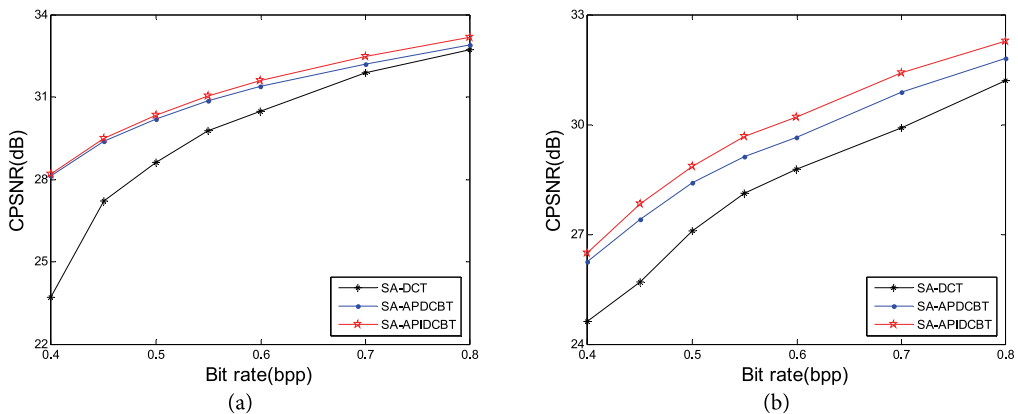 34
31
28
25
22
CPSNR(dB)
0.4
0.5
0.6
0.7
0.8
Bit rate(bpp)
SA-DCT
SA-APDCBT
SA-APIDCBT
(a)
33
30
27
24
CPSNR(dB)
0.4
0.5
0.6
0.7
0.8
Bit rate(bpp)
SA-DCT
SA-APDCBT
SA-APIDCBT
(b)